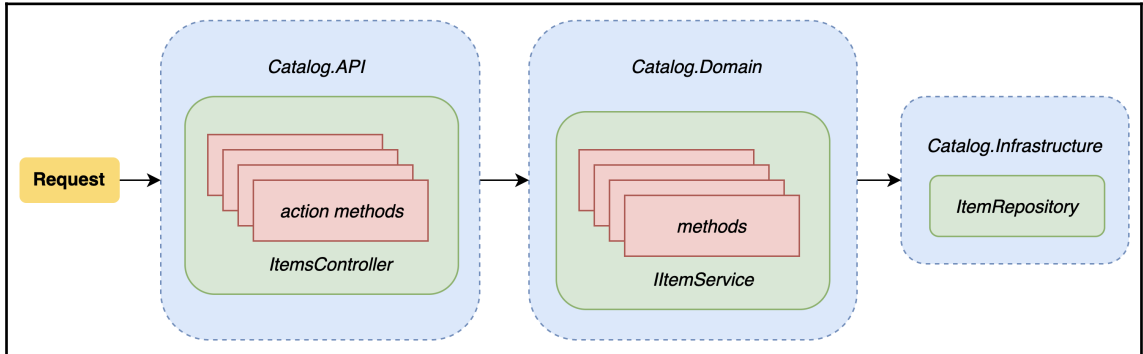 Request
Catalog.API
action methods
ItemsController
Catalog.Domain
methods
IItemService
Catalog.Infrastructure
ItemRepository